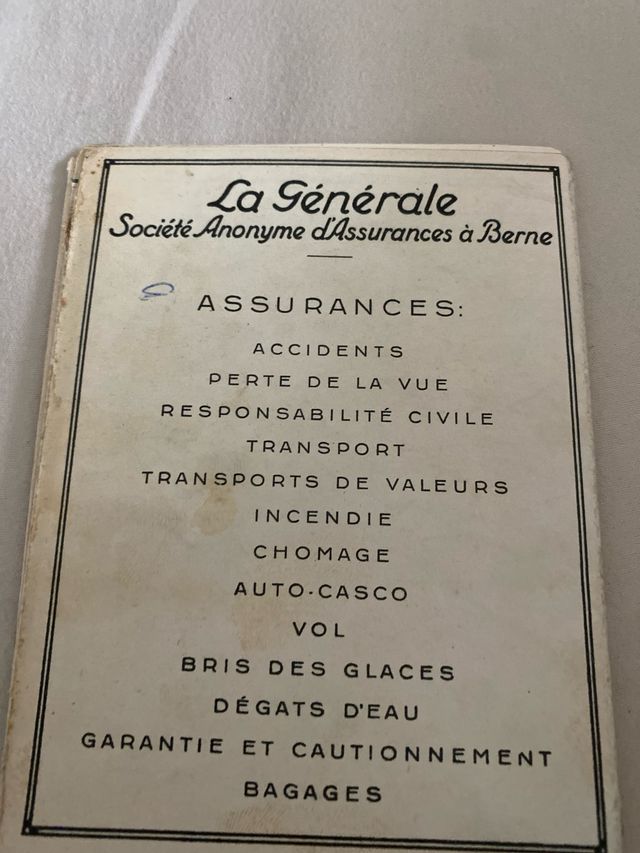 La Générale
Société Anonyme d'Assurances à Berne
ASSURANCES:
ACCIDENTS
PERTE DE LA VUE
RESPONSABILITÉ CIVILE
TRANSPORT
TRANSPORTS DE VALEURS
INCENDIE
CHOMAGE
AUTO-CASCO
VOL
BRIS DES GLACES
DÉGATS D'EAU
GARANTIE ET CAUTIONNEMENT
BAGAGES